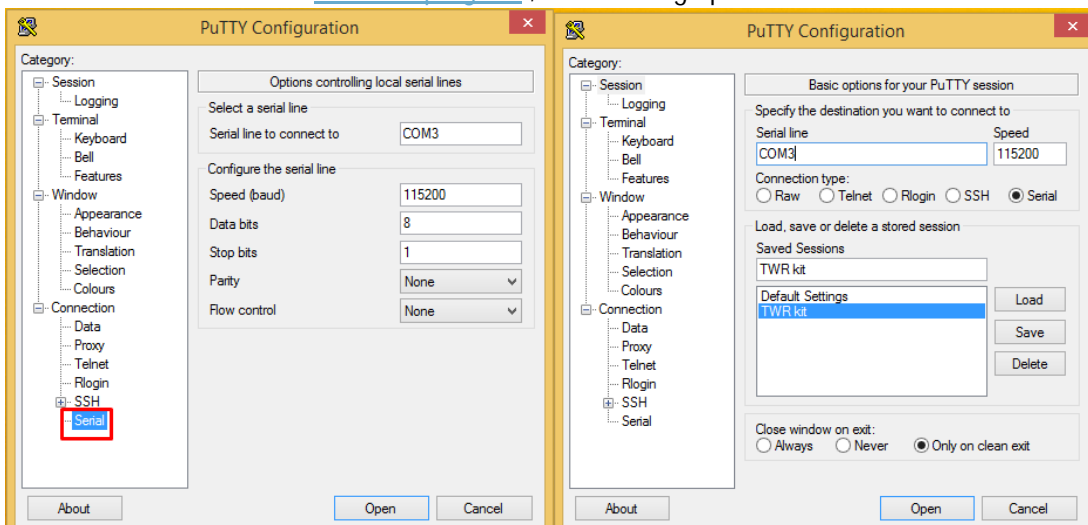 PuTTY Configuration
×
Category:
Session
Logging
Terminal
Keyboard
Bell
Features
Window
Appearance
Behaviour
Translation
Selection
Colours
Connection
Data
Proxy
Telnet
Rlogin
SSH
Serial
Options controlling local serial lines
Select a serial line
Serial line to connect to COM3
Configure the serial line
Speed (baud) 115200
Data bits 8
Stop bits 1
Parity None
Flow control None
About Open Cancel
PuTTY Configuration
×
Category:
Session
Logging
Terminal
Keyboard
Bell
Features
Window
Appearance
Behaviour
Translation
Selection
Colours
Connection
Data
Proxy
Telnet
Rlogin
SSH
Serial
Basic options for your PuTTY session
Specify the destination you want to connect to
Serial line Speed
COM3 115200
Connection type:
Raw Telnet Rlogin SSH Serial
Load, save or delete a stored session
Saved Sessions
TWR kit
Default Settings
TWR kit
Load
Save
Delete
Close window on exit:
Always Never Only on clean exit
About Open Cancel